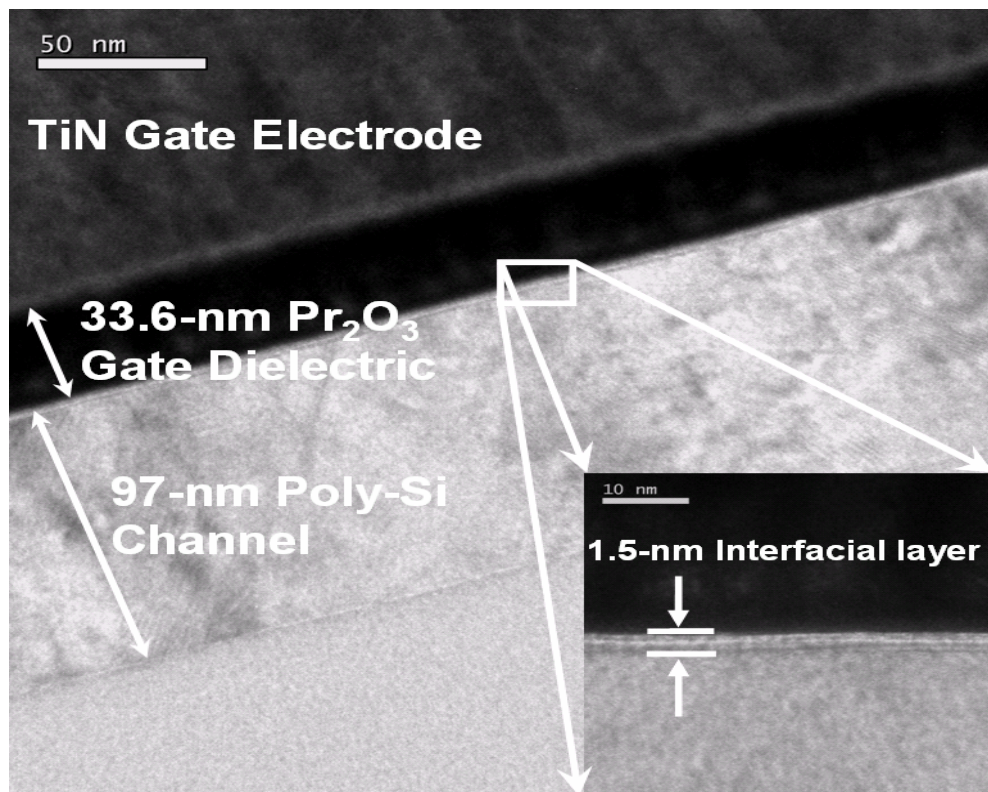 50 nm
TiN Gate Electrode
33.6-nm Pr₂O₃
Gate Dielectric
97-nm Poly-Si
Channel
10 nm
1.5-nm Interfacial layer